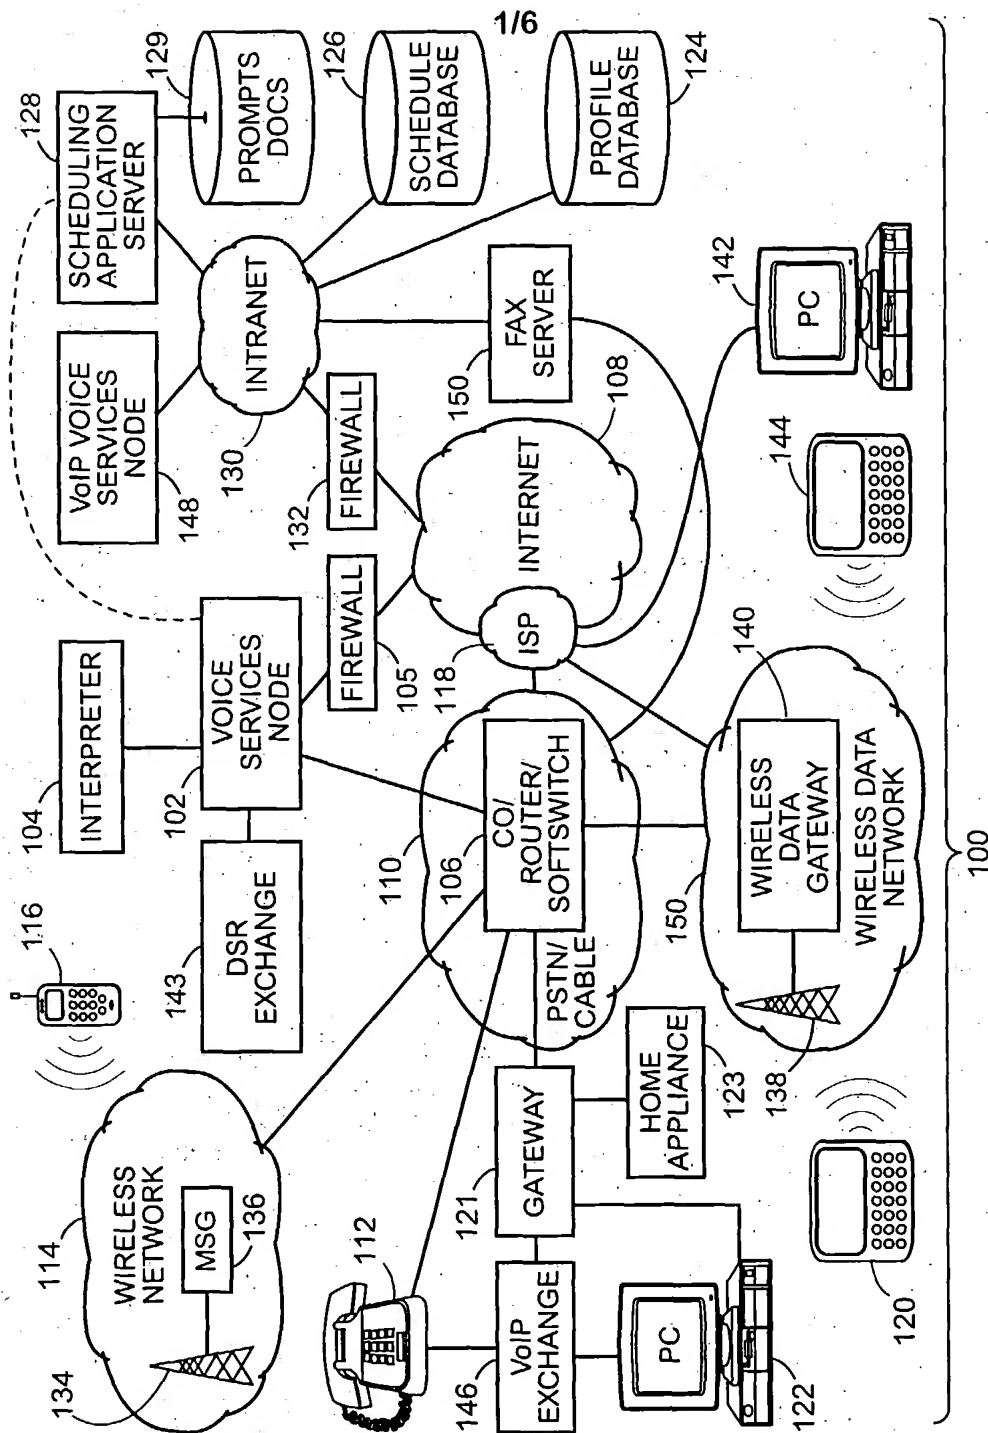 1/6
114
WIRELESS
NETWORK
MSG
136
134
116
104
INTERPRETER
102
VOICE
SERVICES
NODE
143
DSR
EXCHANGE
148
VoIP VOICE
SERVICES
NODE
128
SCHEDULING
APPLICATION
SERVER
129
PROMPTS
DOCS
126
SCHEDULE
DATABASE
124
PROFILE
DATABASE
130
INTRANET
132
FIREWALL
105
FIREWALL
150
FAX
SERVER
108
INTERNET
118
ISP
110
106
CO/
ROUTER/
SOFTSWITCH
PSTN/
CABLE
112
121
GATEWAY
146
VoIP
EXCHANGE
123
HOME
APPLIANCE
PC
122
120
138
150
140
WIRELESS
DATA
GATEWAY
WIRELESS DATA
NETWORK
144
142
PC
100